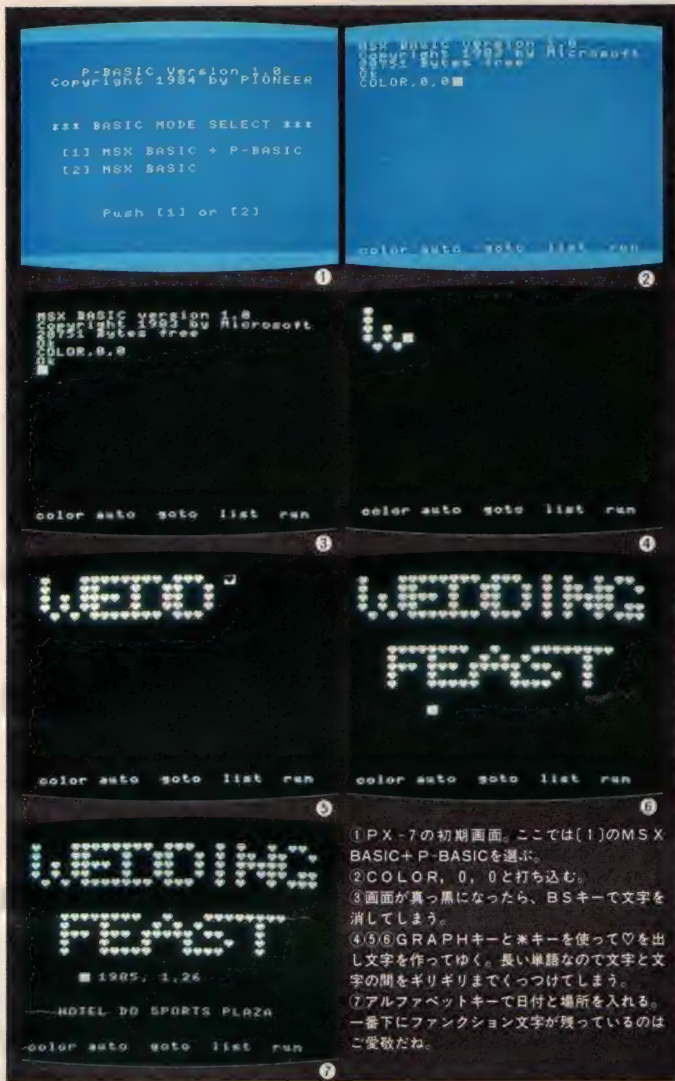 P-BASIC Version 1.0
Copyright 1984 by PIONEER
*** BASIC MODE SELECT ***
[1] MSX BASIC + P-BASIC
[2] MSX BASIC
Push [1] or [2]
①
MSX BASIC version 1.0
Copyright 1983 by Microsoft
28751 Bytes free
Ok
COLOR,0,0
color auto goto list run
②
MSX BASIC version 1.0
Copyright 1983 by Microsoft
28751 Bytes free
Ok
COLOR,0,0
Ok
color auto goto list run
③
color auto goto list run
④
WEDD
color auto goto list run
⑤
WEDDING
FEAST
color auto goto list run
⑥
WEDDING
FEAST
1985. 1.26
HOTEL DO SPORTS PLAZA
color auto goto list run
⑦
①PX-7の初期画面。ここでは〔1〕のMSX
BASIC+P-BASICを選ぶ。
②COLOR, 0, 0と打ち込む。
③画面が真っ黒になったら、BSキーで文字を
消してしまう。
④⑤⑥GRAPHキーと＊キーを使って♡を出
し文字を作ってゆく。長い単語なので文字と文
字の間をギリギリまでくっつけてしまう。
⑦アルファベットキーで日付と場所を入れる。
一番下にファンクション文字が残っているのは
ご愛敬だね。